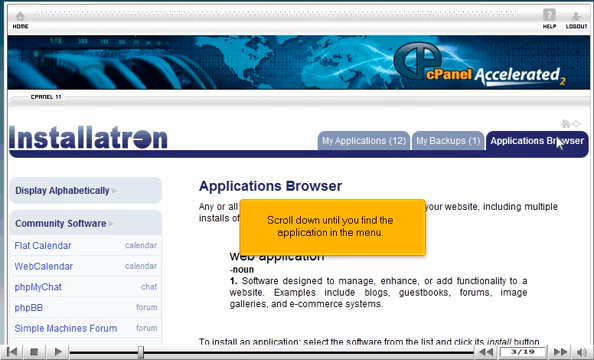 HOME
HELP
LOGOUT
cPanel Accelerated2
CPANEL 11
Installatron
My Applications (12)
My Backups (1)
Applications Browser
Display Alphabetically
Community Software
Flat Calendar calendar
WebCalendar calendar
phpMyChat chat
phpBB forum
Simple Machines Forum forum
Applications Browser
Any or all your website, including multiple
installs of
Scroll down until you find the
application in the menu.
web application
-noun
1. Software designed to manage, enhance, or add functionality to a
website. Examples include blogs, guestbooks, forums, image
galleries, and e-commerce systems.
To install an application: select the software from the list and click its install button
3/19